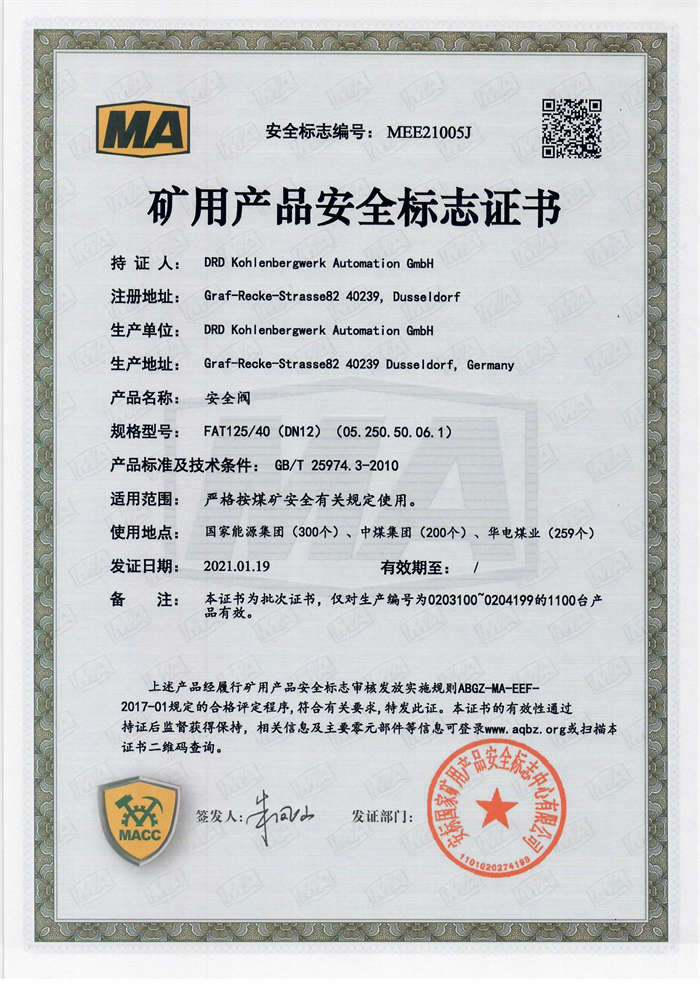 MA
安全标志编号： MEE21005J
矿用产品安全标志证书
持 证 人： DRD Kohlenbergwerk Automation GmbH
注册地址： Graf-Recke-Strasse82 40239, Dusseldorf
生产单位： DRD Kohlenbergwerk Automation GmbH
生产地址： Graf-Recke-Strasse82 40239 Dusseldorf, Germany
产品名称： 安全阀
规格型号： FAT125/40（DN12）（05.250.50.06.1）
产品标准及技术条件： GB/T 25974.3-2010
适用范围： 严格按煤矿安全有关规定使用。
使用地点： 国家能源集团（300个）、中煤集团（200个）、华电煤业（259个）
发证日期： 2021.01.19 有效期至： /
备 注： 本证书为批次证书，仅对生产编号为0203100~0204199的1100台产
品有效。
上述产品经履行矿用产品安全标志审核发放实施规则ABGZ-MA-EEF-
2017-01规定的合格评定程序,符合有关要求,特发此证。本证书的有效性通过
持证后监督获得保持，相关信息及主要零元部件等信息可登录www.aqbz.org或扫描本
证书二维码查询。
MACC
签发人： 发证部门：
安标国家矿用产品安全标志中心有限公司
1101020274198